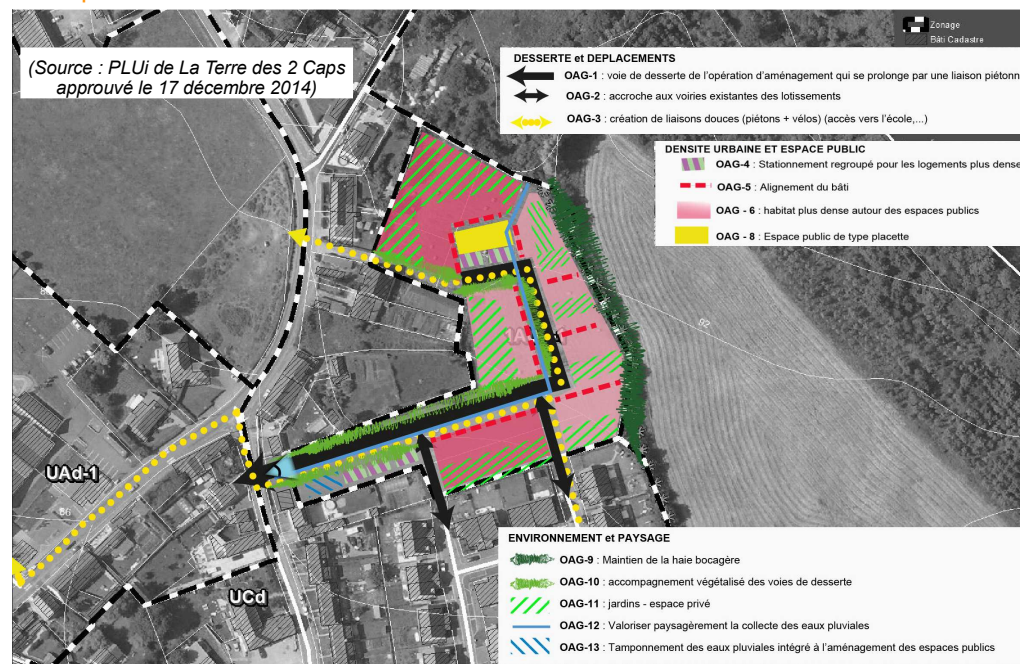 (Source : PLUi de La Terre des 2 Caps
approuvé le 17 décembre 2014)
Zonage
Bâti Cadastre
DESSERTE et DEPLACEMENTS
OAG-1 : voie de desserte de l'opération d'aménagement qui se prolonge par une liaison piétonn
OAG-2 : accroche aux voiries existantes des lotissements
OAG-3 : création de liaisons douces (piétons + vélos) (accès vers l'école,...)
DENSITE URBAINE ET ESPACE PUBLIC
OAG-4 : Stationnement regroupé pour les logements plus dense
OAG-5 : Alignement du bâti
OAG - 6 : habitat plus dense autour des espaces publics
OAG - 8 : Espace public de type placette
92
UAd-1
56
UCd
ENVIRONNEMENT et PAYSAGE
OAG-9 : Maintien de la haie bocagère
OAG-10 : accompagnement végétalisé des voies de desserte
OAG-11 : jardins - espace privé
OAG-12 : Valoriser paysagèrement la collecte des eaux pluviales
OAG-13 : Tamponnement des eaux pluviales intégré à l'aménagement des espaces publics